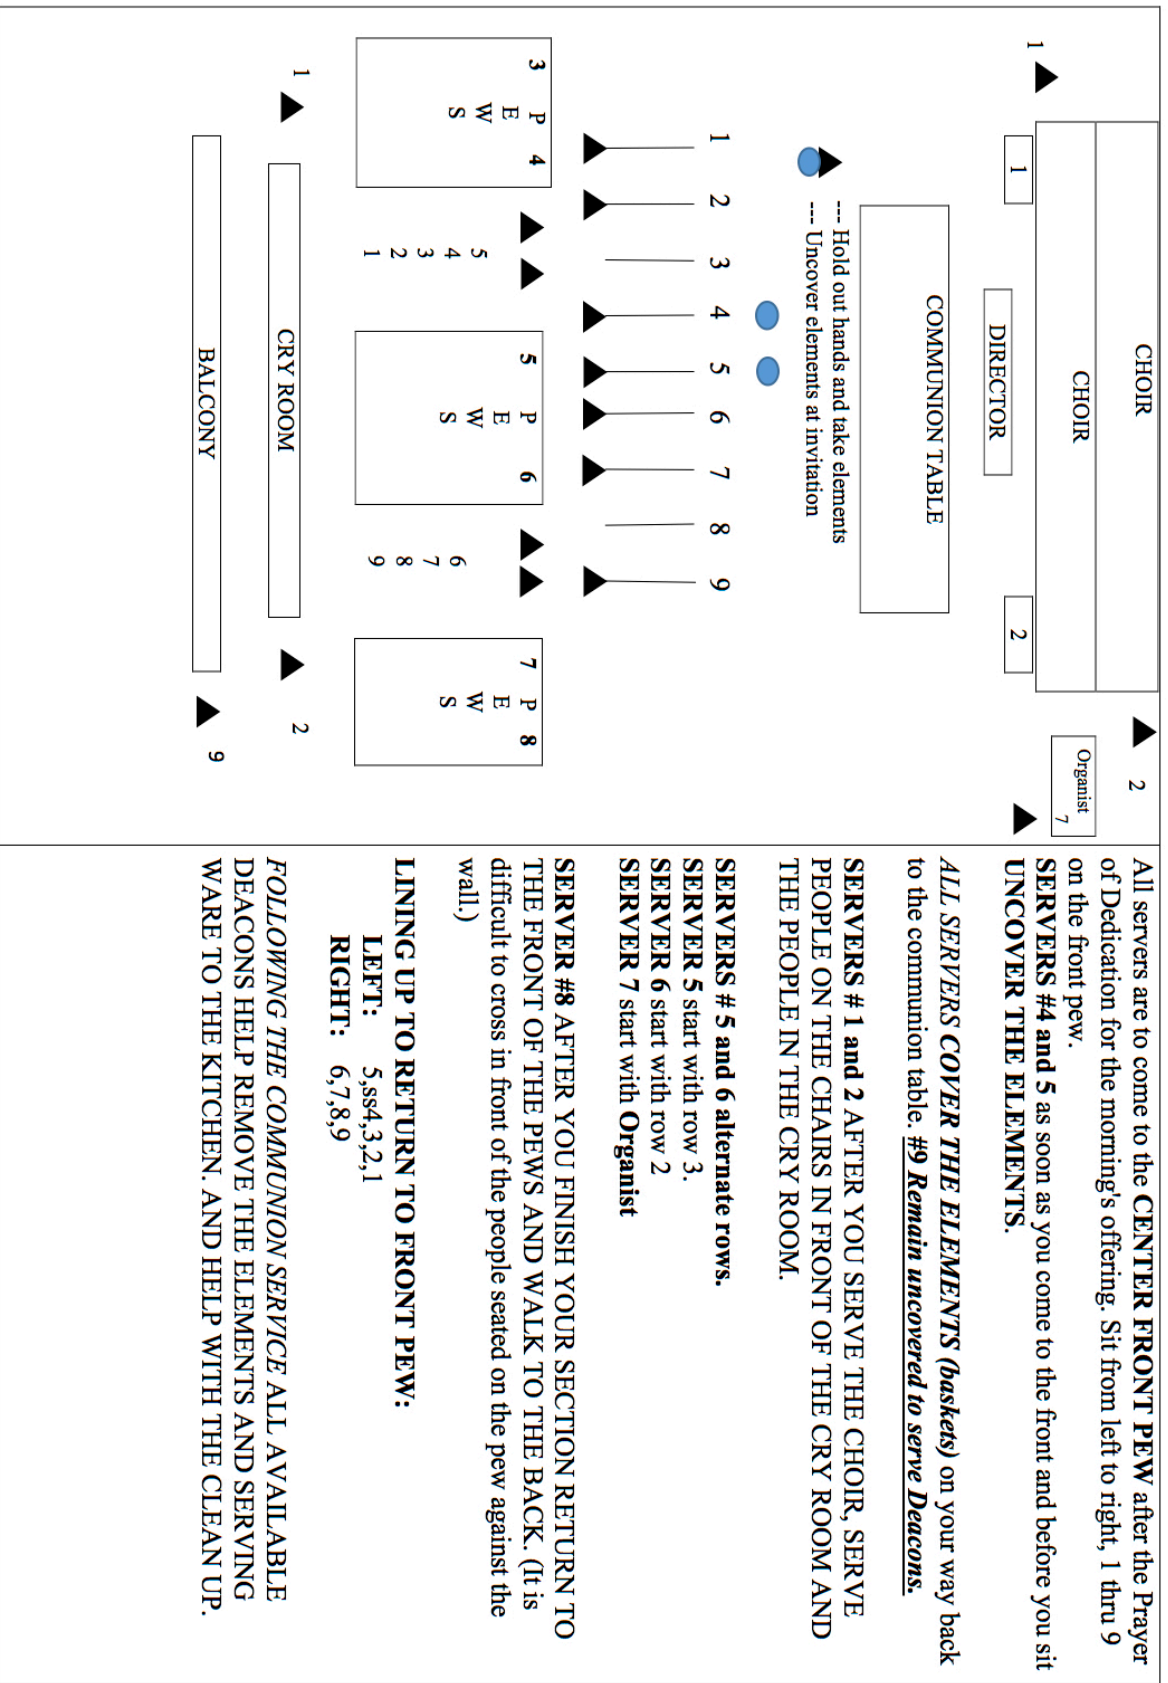 CHOIR
CHOIR
1
2
Organist
7
1
DIRECTOR
2
COMMUNION TABLE
--- Hold out hands and take elements
--- Uncover elements at invitation
1 2 3 4 5 6 7 8 9
3 P 4
E
W
S
5
4
3
2
1
5 P 6
E
W
S
6
7
8
9
7 P 8
E
W
S
1
CRY ROOM
2
BALCONY
9
All servers are to come to the CENTER FRONT PEW after the Prayer
of Dedication for the morning's offering. Sit from left to right, 1 thru 9
on the front pew.
SERVERS #4 and 5 as soon as you come to the front and before you sit
UNCOVER THE ELEMENTS.
ALL SERVERS COVER THE ELEMENTS (baskets) on your way back
to the communion table. #9 Remain uncovered to serve Deacons.
SERVERS # 1 and 2 AFTER YOU SERVE THE CHOIR, SERVE
PEOPLE ON THE CHAIRS IN FRONT OF THE CRY ROOM AND
THE PEOPLE IN THE CRY ROOM.
SERVERS # 5 and 6 alternate rows.
SERVER 5 start with row 3.
SERVER 6 start with row 2
SERVER 7 start with Organist
SERVER #8 AFTER YOU FINISH YOUR SECTION RETURN TO
THE FRONT OF THE PEWS AND WALK TO THE BACK. (It is
difficult to cross in front of the people seated on the pew against the
wall.)
LINING UP TO RETURN TO FRONT PEW:
LEFT: 5,ss4,3,2,1
RIGHT: 6,7,8,9
FOLLOWING THE COMMUNION SERVICE ALL AVAILABLE
DEACONS HELP REMOVE THE ELEMENTS AND SERVING
WARE TO THE KITCHEN. AND HELP WITH THE CLEAN UP.